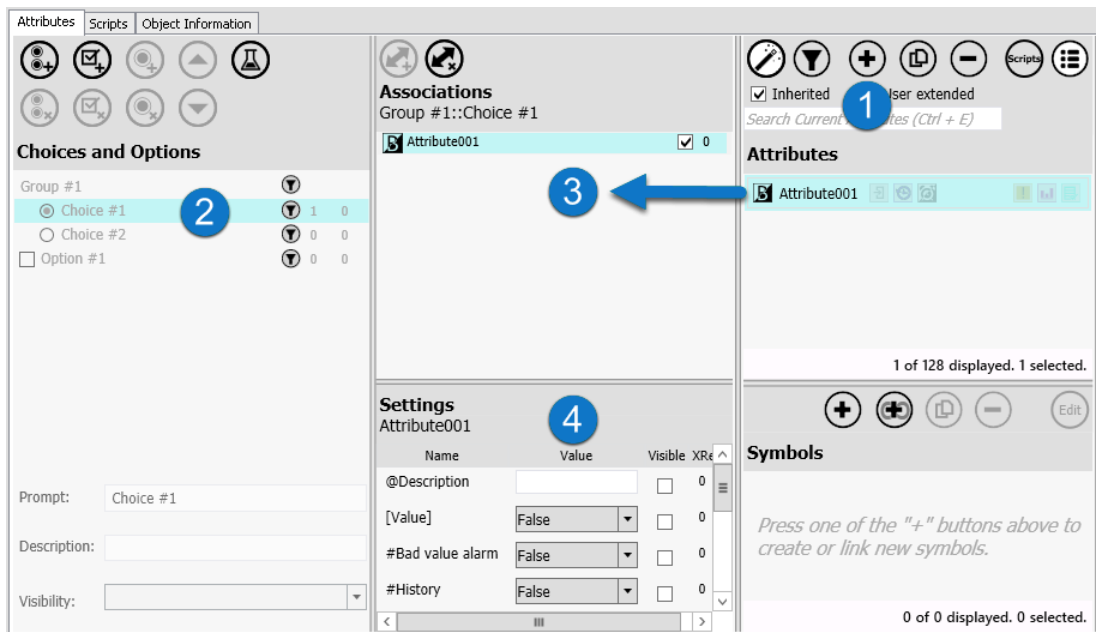 Attributes
Scripts
Object Information
Choices and Options
Group #1
Choice #1 1 0
2
Choice #2 0 0
Option #1 0 0
Prompt: Choice #1
Description:
Visibility:
Associations
Group #1::Choice #1
Attribute001 0
3
Settings
Attribute001
4
Name Value Visible
@Description 0
[Value] False 0
#Bad value alarm False 0
#History False 0
Scripts
Inherited User extended
1
Search Current (Ctrl + E)
Attributes
Attribute001
1 of 128 displayed. 1 selected.
Edit
Symbols
Press one of the "+" buttons above to
create or link new symbols.
0 of 0 displayed. 0 selected.